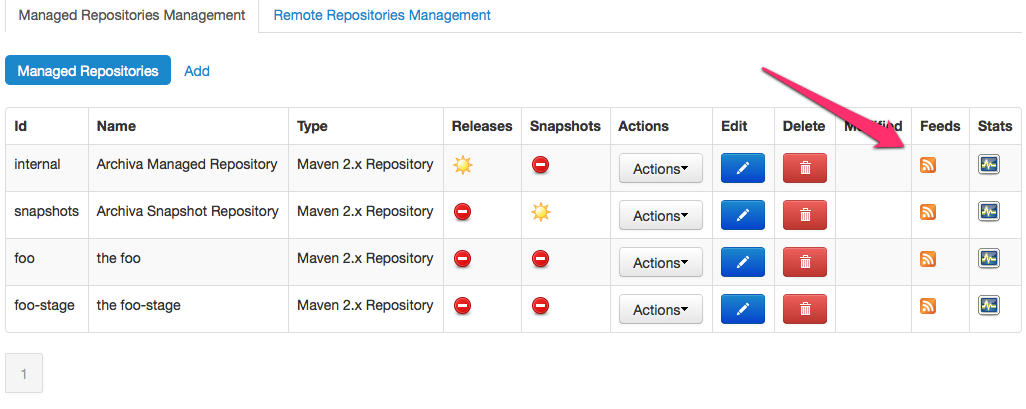 Managed Repositories Management Remote Repositories Management
Managed Repositories Add
Id Name Type Releases Snapshots Actions Edit Delete Modified Feeds Stats
internal Archiva Managed Repository Maven 2.x Repository Actions
snapshots Archiva Snapshot Repository Maven 2.x Repository Actions
foo the foo Maven 2.x Repository Actions
foo-stage the foo-stage Maven 2.x Repository Actions
1